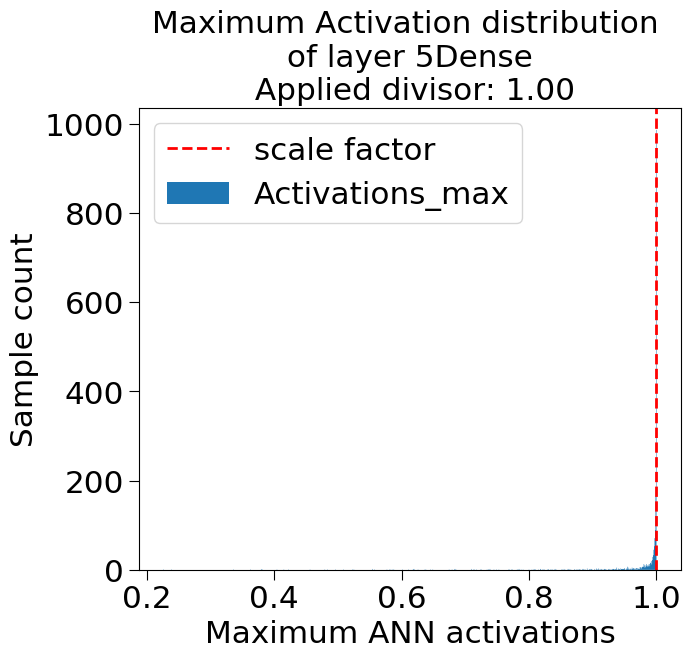 Maximum Activation distribution
of layer 5Dense
Applied divisor: 1.00
scale factor
Activations_max
1000
800
600
400
200
0
Sample count
0.2 0.4 0.6 0.8 1.0
Maximum ANN activations